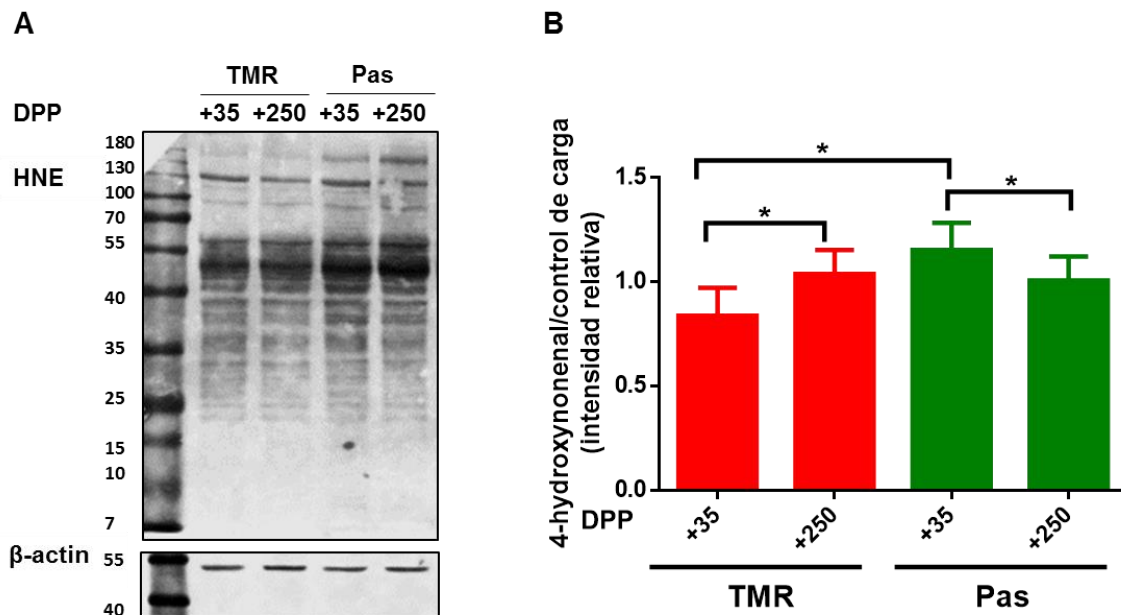 A
TMR Pas
DPP +35 +250 +35 +250
HNE
180
130
100
70
55
40
35
25
15
10
7
β-actin
55
40
B
4-hydroxynonenal/control de carga
(intensidad relativa)
1.5
1.0
0.5
0.0
* * *
DPP +35 +250 +35 +250
TMR Pas